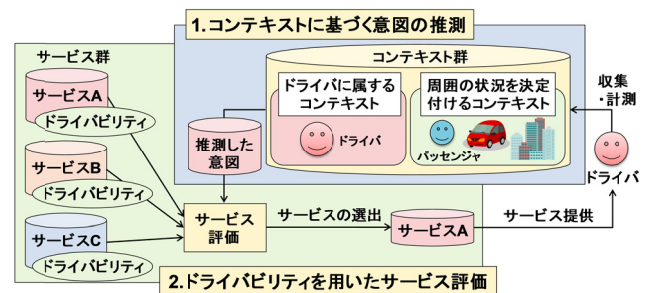 1.コンテキストに基づく意図の推測
サービス群
サービスA
ドライバビリティ
サービスB
ドライバビリティ
サービスC
ドライバビリティ
コンテキスト群
ドライバに属する
コンテキスト
ドライバ
周囲の状況を決定
付けるコンテキスト
パッセンジャ
推測した
意図
収集
・計測
ドライバ
サービス
評価
サービスの選出
サービスA
サービス提供
2.ドライバビリティを用いたサービス評価